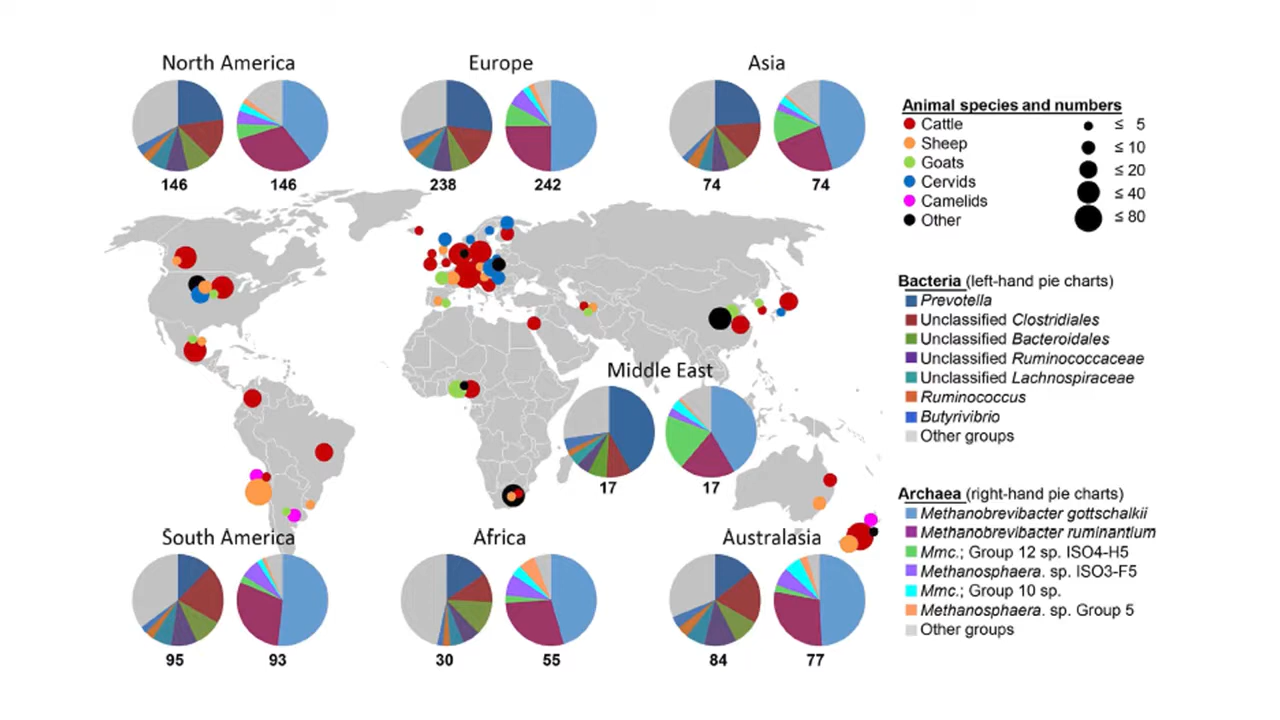 North America
Europe
Asia
146
146
238
242
74
74
Animal species and numbers
Cattle
Sheep
Goats
Cervids
Camelids
Other
≤ 5
≤ 10
≤ 20
≤ 40
≤ 80
Bacteria (left-hand pie charts)
Prevotella
Unclassified Clostridiales
Unclassified Bacteroidales
Unclassified Ruminococcaceae
Unclassified Lachnospiraceae
Ruminococcus
Butyrivibrio
Other groups
Middle East
17
17
Archaea (right-hand pie charts)
Methanobrevibacter gottschalkii
Methanobrevibacter ruminantium
Mmc.; Group 12 sp. ISO4-H5
Methanosphaera. sp. ISO3-F5
Mmc.; Group 10 sp.
Methanosphaera. sp. Group 5
Other groups
South America
Africa
Australasia
95
93
30
55
84
77